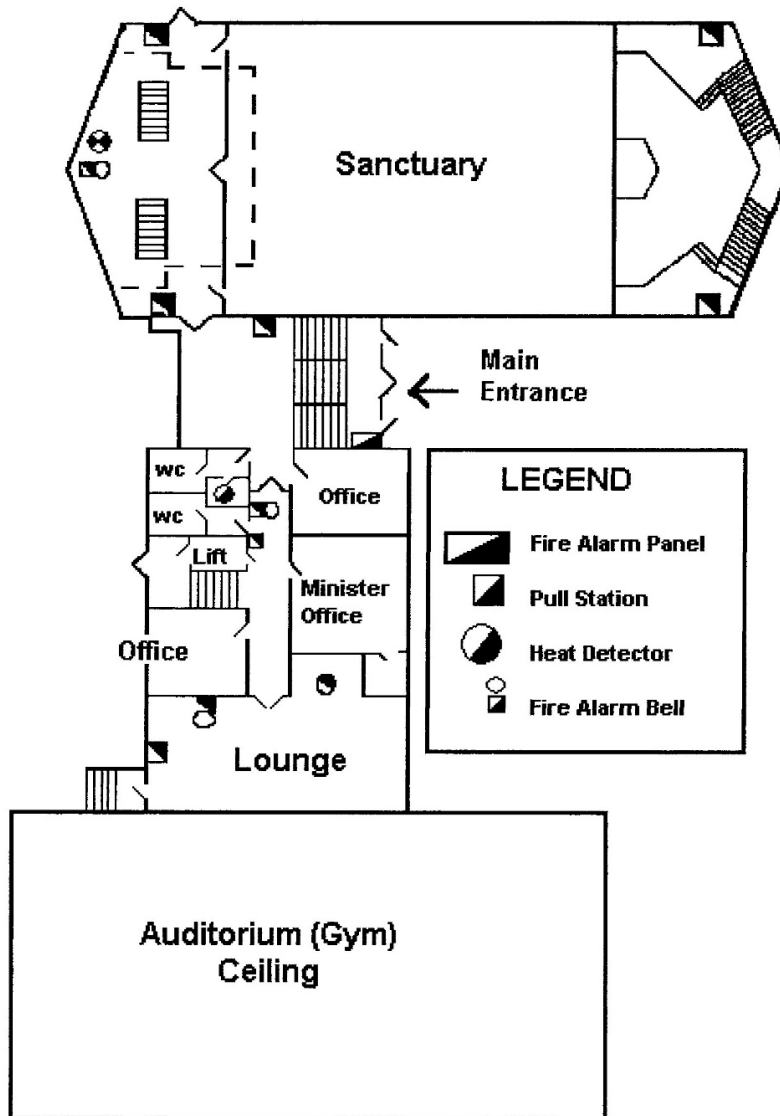 Sanctuary
Main
Entrance
wc
Office
wc
Lift
Minister
Office
Office
Lounge
Auditorium (Gym)
Ceiling
LEGEND
Fire Alarm Panel
Pull Station
Heat Detector
Fire Alarm Bell